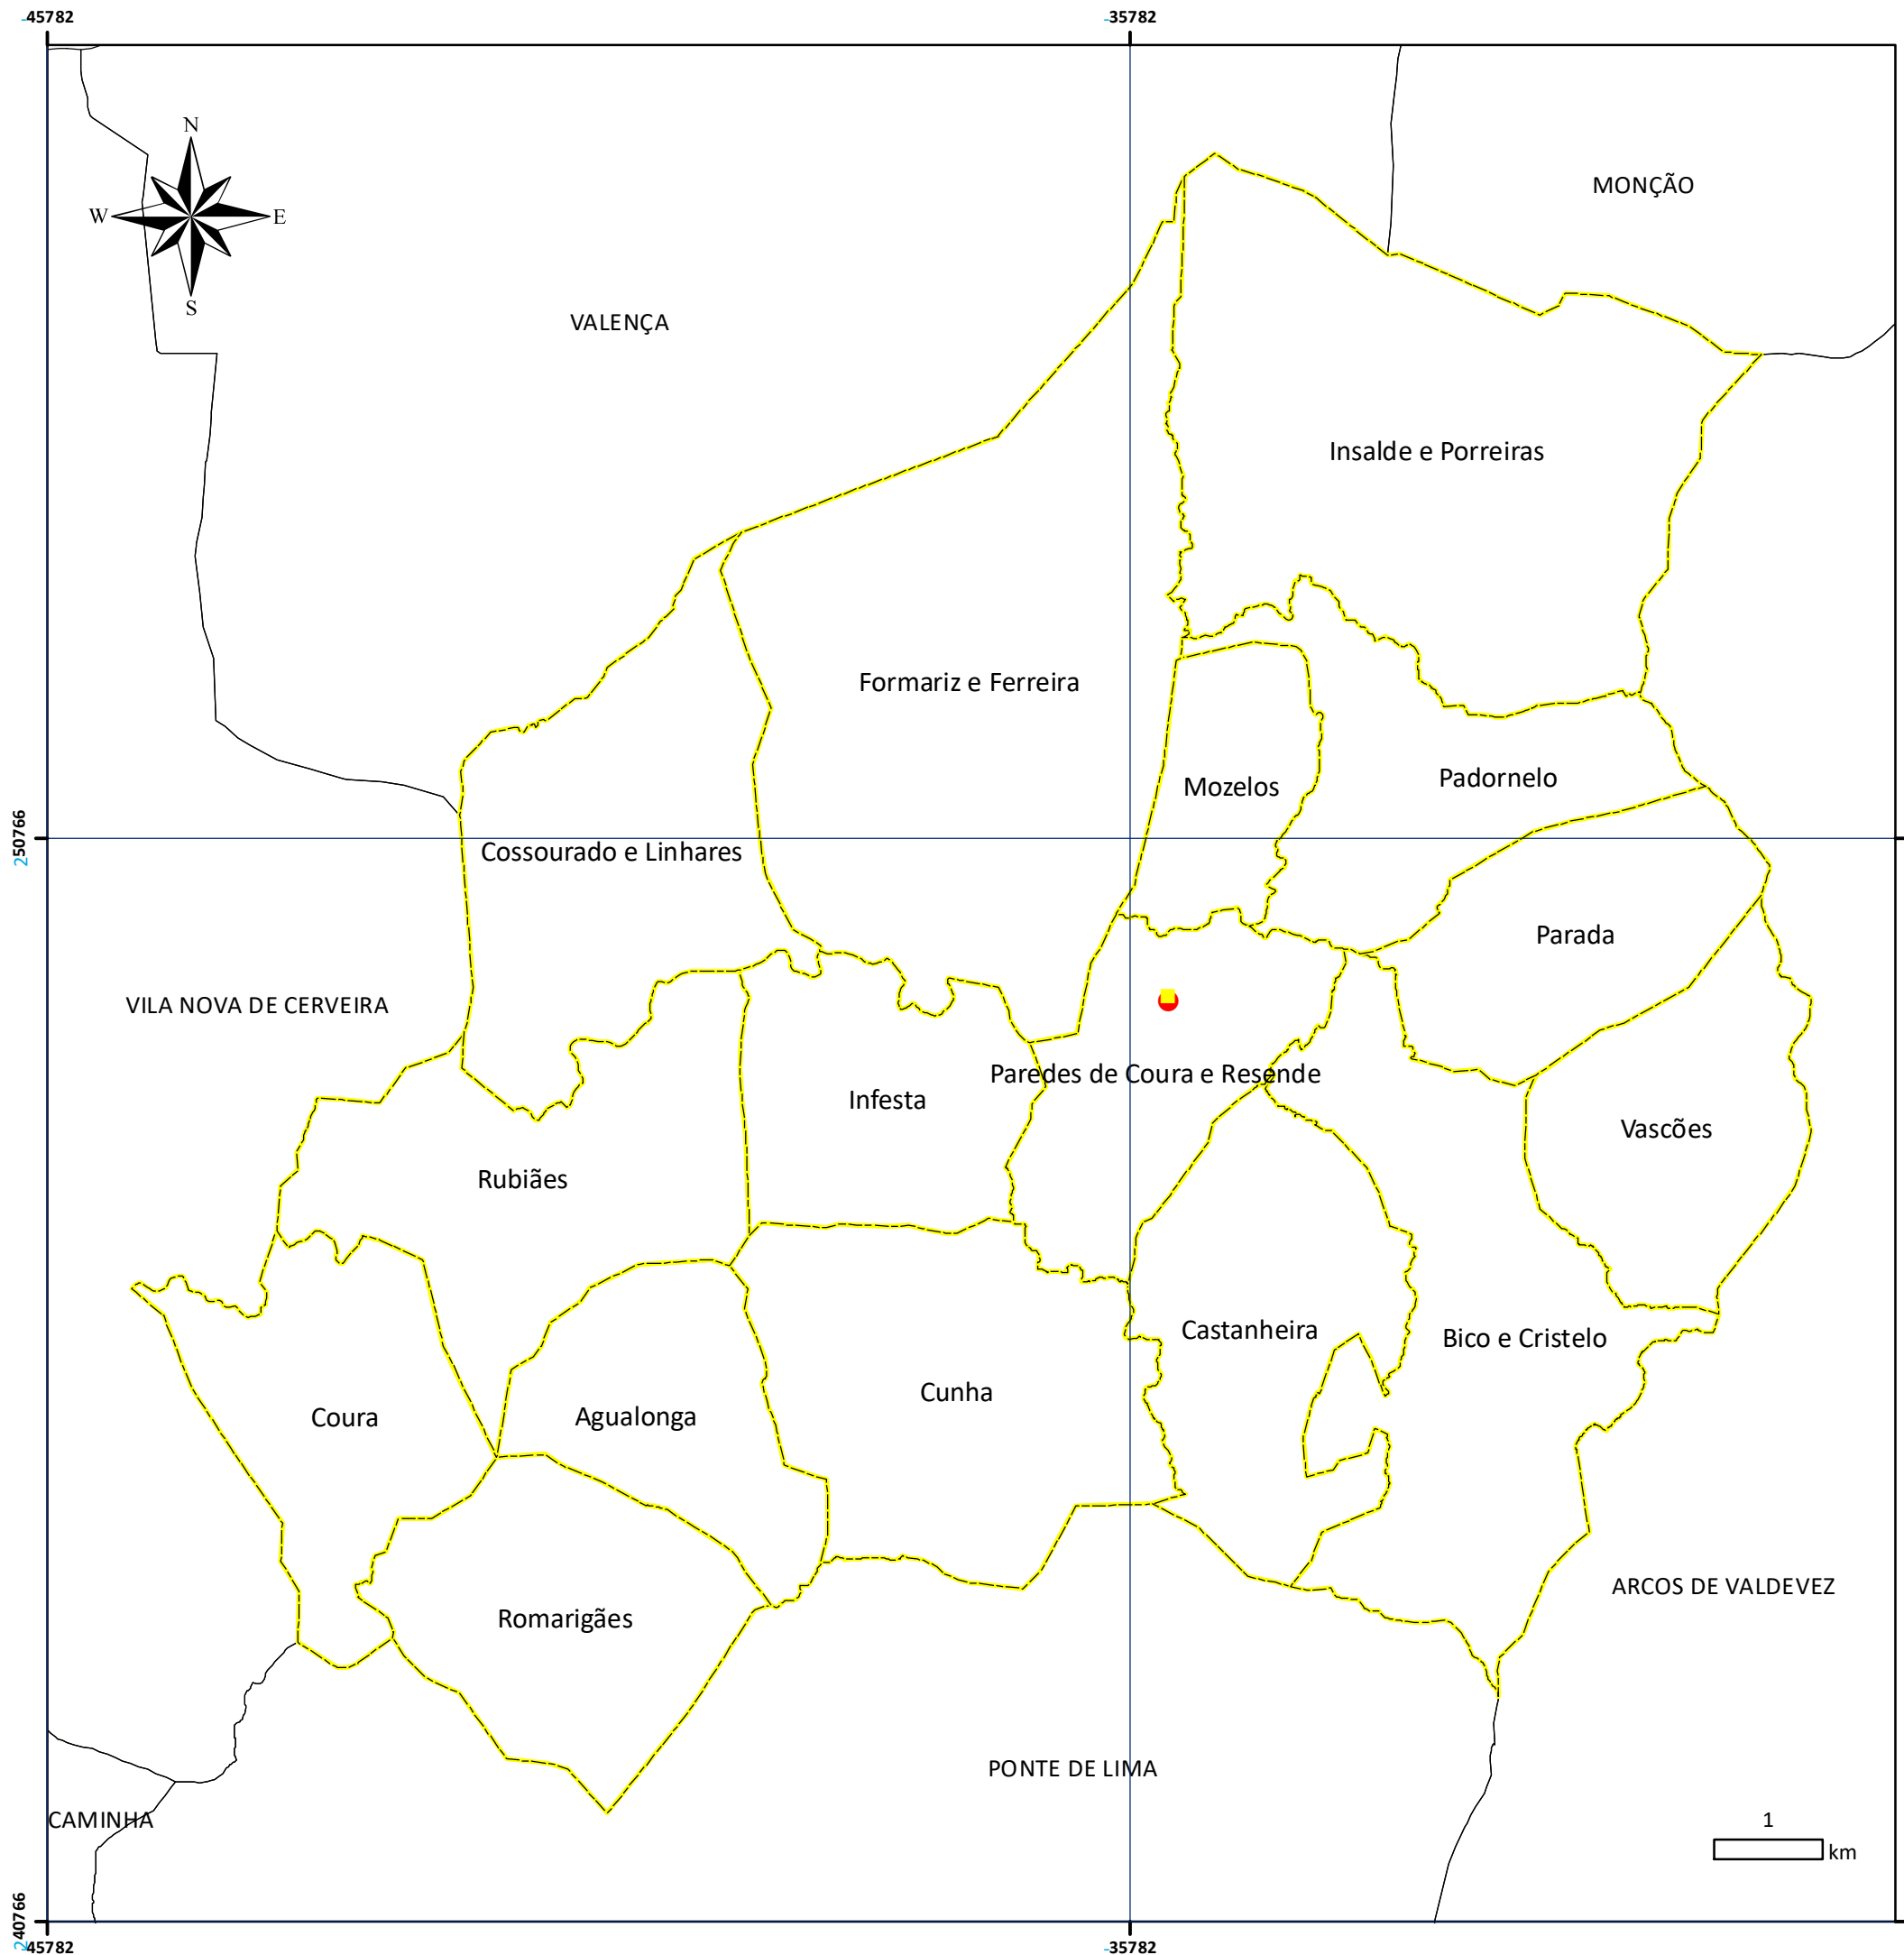 -45782
-35782
N
W
E
S
MONÇÃO
VALENÇA
Insalde e Porreiras
Formariz e Ferreira
Padornelo
Mozelos
250766
Cossourado e Linhares
Parada
VILA NOVA DE CERVEIRA
Paredes de Coura e Resende
Infesta
Vascões
Rubiães
Castanheira
Bico e Cristelo
Cunha
Coura
Agualonga
ARCOS DE VALDEVEZ
Romarigães
PONTE DE LIMA
CAMINHA
1
km
240766
-45782
-35782